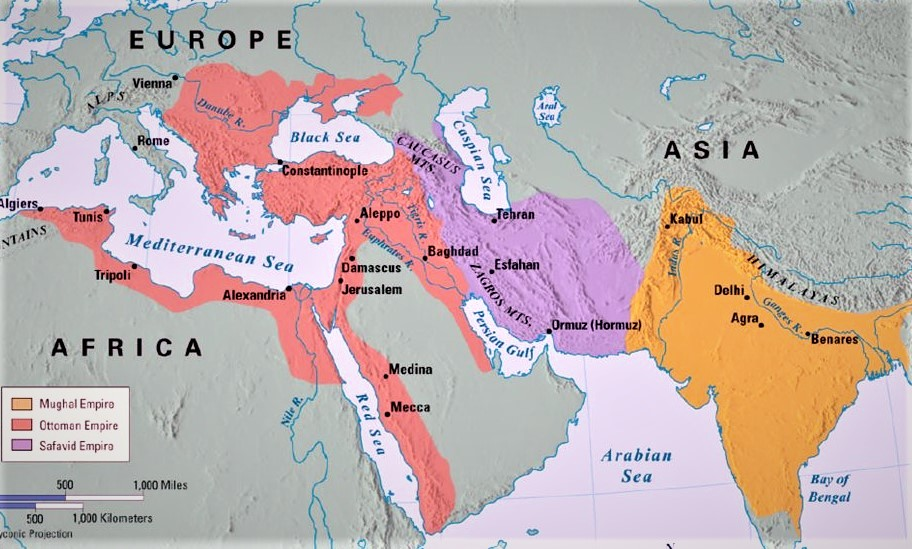 EUROPE
Vienna
ALPS
Danube R.
Aral
Sea
Black Sea
CAUCASUS
MTS.
Caspian Sea
ASIA
Rome
Constantinople
Algiers
Tunis
NTAINS
Aleppo
Tigris R.
Tehran
Kabul
Mediterranean Sea
Euphrates R.
Baghdad
Indus R.
Tripoli
Damascus
Esfahan
ZAGROS MTS.
HIMALAYAS
Alexandria
Jerusalem
Delhi
Ganges R.
Agra
Ormuz (Hormuz)
Persian Gulf
Benares
AFRICA
Medina
Mecca
Nile R.
Red Sea
Mughal Empire
Ottoman Empire
Safavid Empire
Arabian
Sea
Bay of
Bengal
500 1,000 Miles
500 1,000 Kilometers
yconic Projection